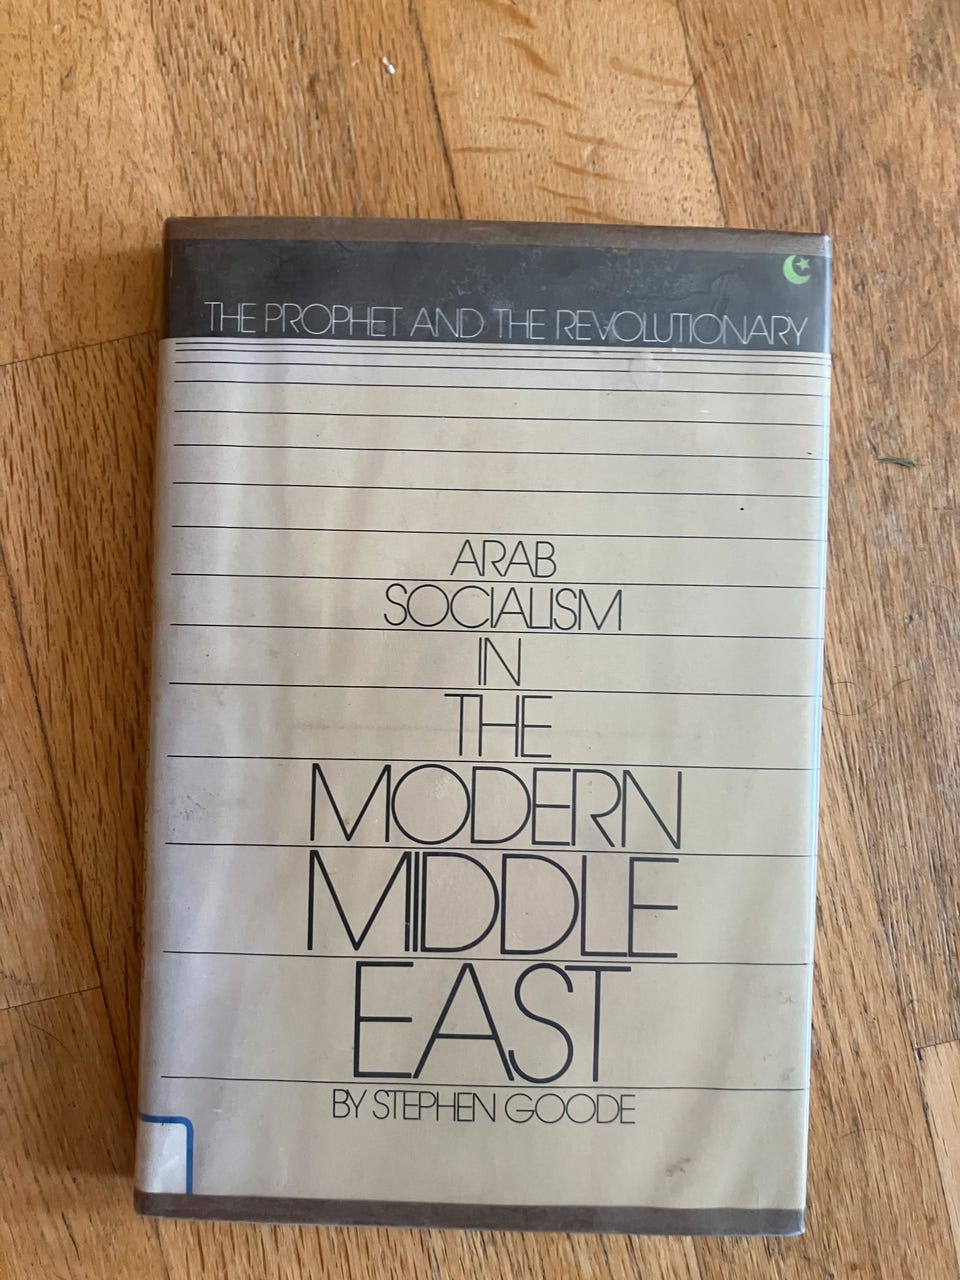 THE PROPHET AND THE REVOLUTIONARY
ARAB
SOCIALISM
IN
THE
MODERN
MIDDLE
EAST
BY STEPHEN GOODE